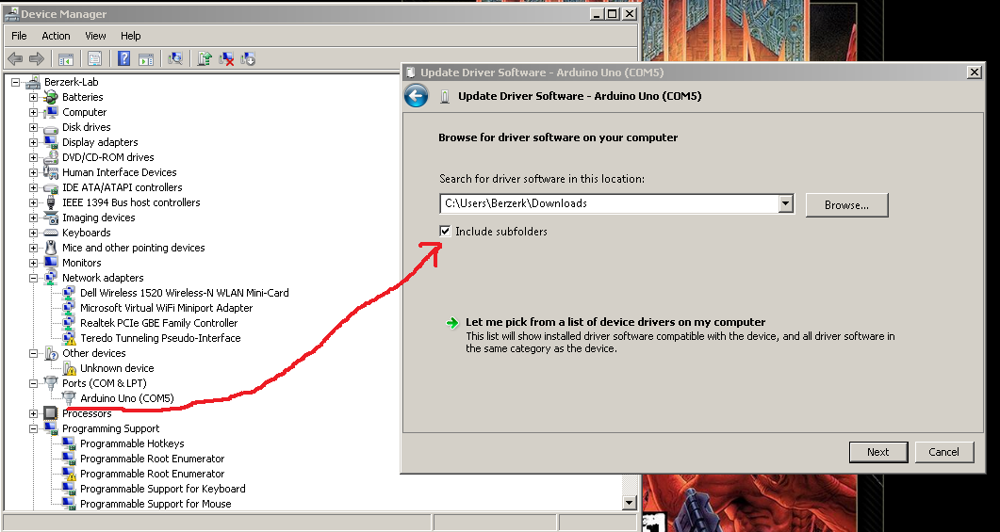 Device Manager
File Action View Help
Berzerk-Lab
Batteries
Computer
Disk drives
Display adapters
DVD/CD-ROM drives
Human Interface Devices
IDE ATA/ATAPI controllers
IEEE 1394 Bus host controllers
Imaging devices
Keyboards
Mice and other pointing devices
Monitors
Network adapters
Dell Wireless 1520 Wireless-N WLAN Mini-Card
Microsoft Virtual WiFi Miniport Adapter
Realtek PCIe GBE Family Controller
Teredo Tunneling Pseudo-Interface
Other devices
Unknown device
Ports (COM & LPT)
Arduino Uno (COM5)
Processors
Programming Support
Programmable Hotkeys
Programmable Root Enumerator
Programmable Root Enumerator
Programmable Support for Keyboard
Programmable Support for Mouse
Update Driver Software - Arduino Uno (COM5)
Update Driver Software - Arduino Uno (COM5)
Browse for driver software on your computer
Search for driver software in this location:
C:\Users\Berzerk\Downloads
Browse...
Include subfolders
Let me pick from a list of device drivers on my computer
This list will show installed driver software compatible with the device, and all driver software in
the same category as the device.
Next
Cancel